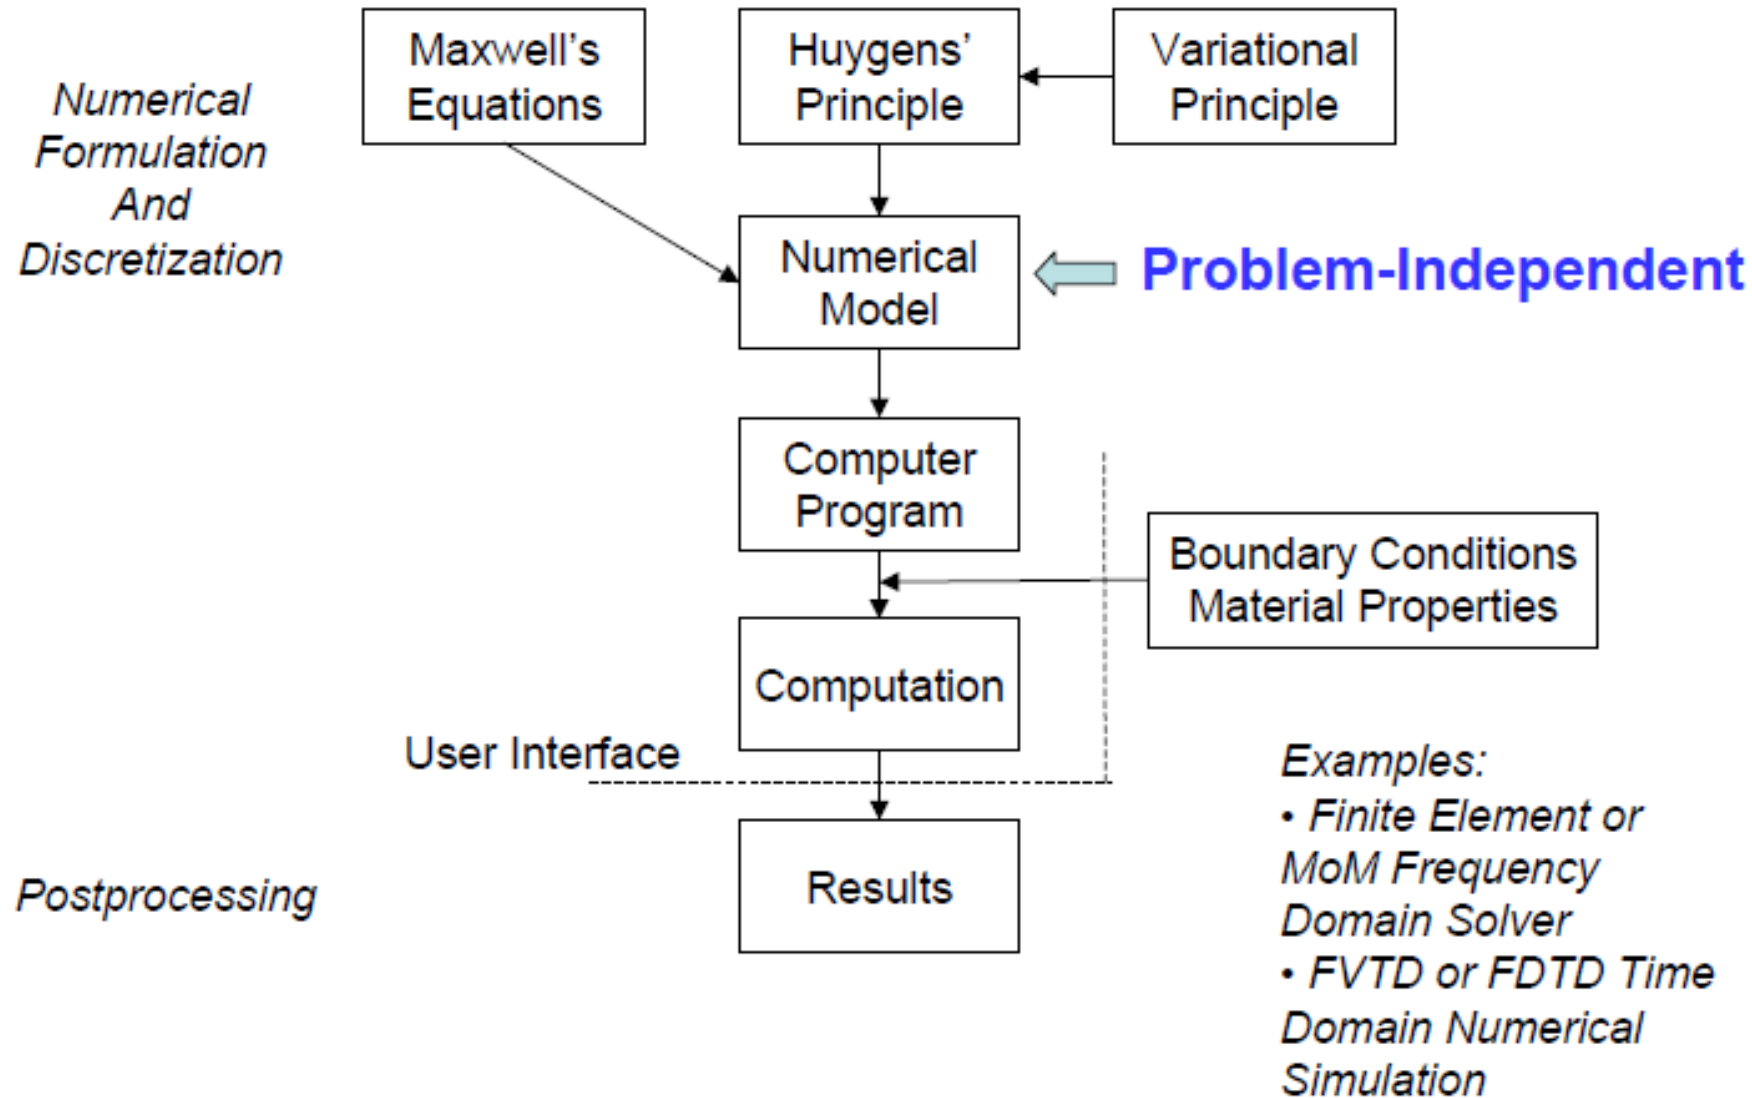 Maxwell's
Equations
Huygens'
Principle
Variational
Principle
Numerical
Formulation
And
Discretization
Numerical
Model
Problem-Independent
Computer
Program
Boundary Conditions
Material Properties
Computation
User Interface
Results
Postprocessing
Examples:
• Finite Element or
MoM Frequency
Domain Solver
• FVTD or FDTD Time
Domain Numerical
Simulation